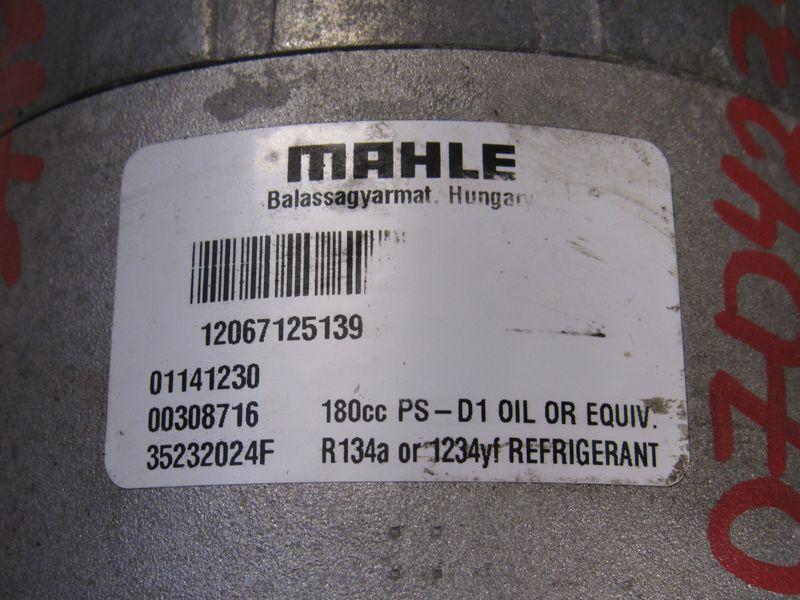 MAHLE
Balassagyarmat, Hungary
12067125139
01141230
00308716 180cc PS-D1 OIL OR EQUIV.
35232024F R134a or 1234yf REFRIGERANT